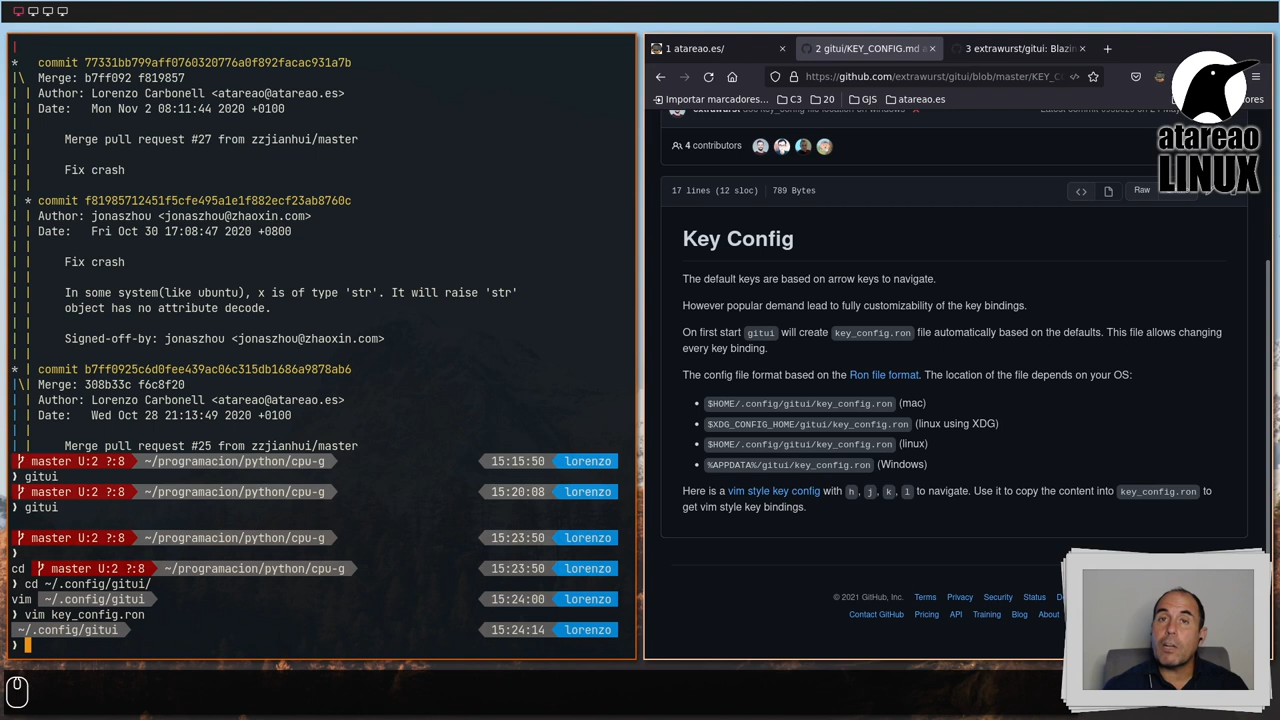 * commit 77331bb799aff0760320776a0f892facac931a7b
|\ Merge: b7ff092 f819857
| | Author: Lorenzo Carbonell <atareao@atareao.es>
| | Date: Mon Nov 2 08:11:44 2020 +0100
| | Merge pull request #27 from zzjianhui/master
| | Fix crash
| * commit f81985712451f5cfe495a1e1f882ecf23ab8760c
| | Author: jonaszhou <jonaszhou@zhaoxin.com>
| | Date: Fri Oct 30 17:08:47 2020 +0800
| | Fix crash
| | In some system(like ubuntu), x is of type 'str'. It will raise 'str'
| | object has no attribute decode.
| | Signed-off-by: jonaszhou <jonaszhou@zhaoxin.com>
* | commit b7ff0925c6d0fee439ac06c315db1686a9878ab6
|\| Merge: 308b33c f6c8f20
| | Author: Lorenzo Carbonell <atareao@atareao.es>
| | Date: Wed Oct 28 21:13:49 2020 +0100
| | Merge pull request #25 from zzjianhui/master
master U:2 ?:8 ~/programacion/python/cpu-g 15:15:50 lorenzo
❯ gitui
master U:2 ?:8 ~/programacion/python/cpu-g 15:20:08 lorenzo
❯ gitui
master U:2 ?:8 ~/programacion/python/cpu-g 15:23:50 lorenzo
❯
cd master U:2 ?:8 ~/programacion/python/cpu-g 15:23:50 lorenzo
❯ cd ~/.config/gitui/
vim ~/.config/gitui 15:24:00 lorenzo
❯ vim key_config.ron
~/.config/gitui 15:24:14 lorenzo
❯
1 atareao.es/ × 2 gitui/KEY_CONFIG.md a × 3 extrawurst/gitui: Blazin × +
https://github.com/extrawurst/gitui/blob/master/KEY_C
Importar marcadores… C3 20 GJS atareao.es
atareao
LINUX
4 contributors
17 lines (12 sloc) 789 Bytes Raw
Key Config
The default keys are based on arrow keys to navigate.
However popular demand lead to fully customizability of the key bindings.
On first start gitui will create key_config.ron file automatically based on the defaults. This file allows changing
every key binding.
The config file format based on the Ron file format. The location of the file depends on your OS:
• $HOME/.config/gitui/key_config.ron (mac)
• $XDG_CONFIG_HOME/gitui/key_config.ron (linux using XDG)
• $HOME/.config/gitui/key_config.ron (linux)
• %APPDATA%/gitui/key_config.ron (Windows)
Here is a vim style key config with h, j, k, l to navigate. Use it to copy the content into key_config.ron to
get vim style key bindings.
© 2021 GitHub, Inc. Terms Privacy Security Status
Contact GitHub Pricing API Training Blog About